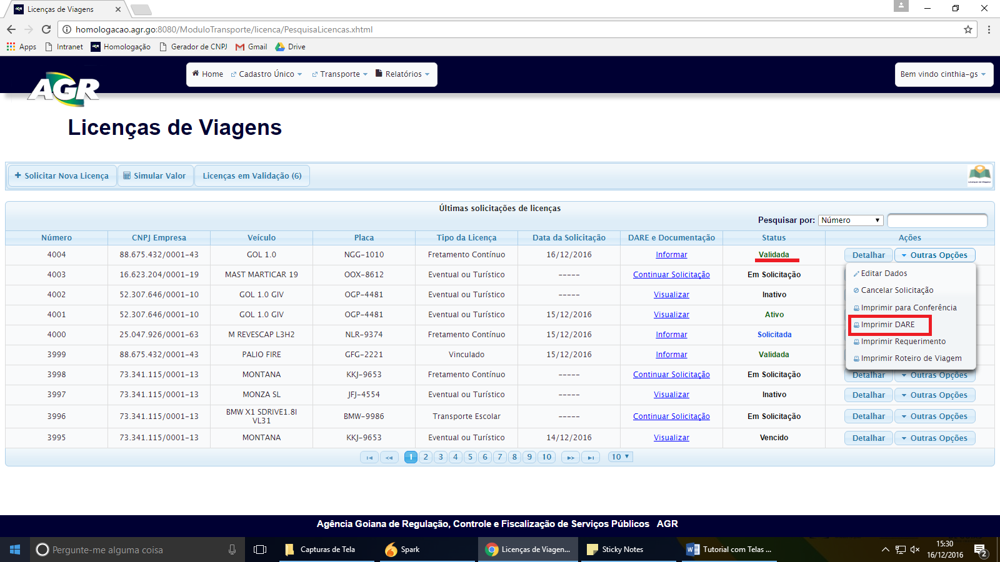 Licenças de Viagens
homologacao.agr.go:8080/ModuloTransporte/licenca/PesquisaLicencas.xhtml
Apps Intranet Homologação Gerador de CNPJ Gmail Drive
AGR
Home Cadastro Único Transporte Relatórios
Bem vindo cinthia-gs
Licenças de Viagens
+ Solicitar Nova Licença Simular Valor Licenças em Validação (6)
Últimas solicitações de licenças
Pesquisar por: Número
Número CNPJ Empresa Veículo Placa Tipo da Licença Data da Solicitação DARE e Documentação Status Ações
4004 88.675.432/0001-43 GOL 1.0 NGG-1010 Fretamento Contínuo 16/12/2016 Informar Validada Detalhar Outras Opções
4003 16.623.204/0001-19 MAST MARTICAR 19 OOX-8612 Eventual ou Turístico ----- Continuar Solicitação Em Solicitação
4002 52.307.646/0001-10 GOL 1.0 GIV OGP-4481 Eventual ou Turístico ----- Visualizar Inativo
4001 52.307.646/0001-10 GOL 1.0 GIV OGP-4481 Eventual ou Turístico 15/12/2016 Visualizar Ativo
4000 25.047.926/0001-63 M REVESCAP L3H2 NLR-9374 Fretamento Contínuo 15/12/2016 Informar Solicitada
3999 88.675.432/0001-43 PALIO FIRE GFG-2221 Vinculado 15/12/2016 Informar Validada
3998 73.341.115/0001-13 MONTANA KKJ-9653 Fretamento Contínuo ----- Continuar Solicitação Em Solicitação Detalhar Outras Opções
3997 73.341.115/0001-13 MONZA SL JFJ-4554 Eventual ou Turístico ----- Visualizar Inativo Detalhar Outras Opções
3996 73.341.115/0001-13 BMW X1 SDRIVE1.8I VL31 BMW-9986 Transporte Escolar ----- Continuar Solicitação Em Solicitação Detalhar Outras Opções
3995 73.341.115/0001-13 MONTANA KKJ-9653 Eventual ou Turístico 14/12/2016 Visualizar Vencido Detalhar Outras Opções
Editar Dados
Cancelar Solicitação
Imprimir para Conferência
Imprimir DARE
Imprimir Requerimento
Imprimir Roteiro de Viagem
1 2 3 4 5 6 7 8 9 10 10
Agência Goiana de Regulação, Controle e Fiscalização de Serviços Públicos AGR
Pergunte-me alguma coisa Capturas de Tela Spark Licenças de Viagen... Sticky Notes Tutorial com Telas ...
15:30
16/12/2016
2